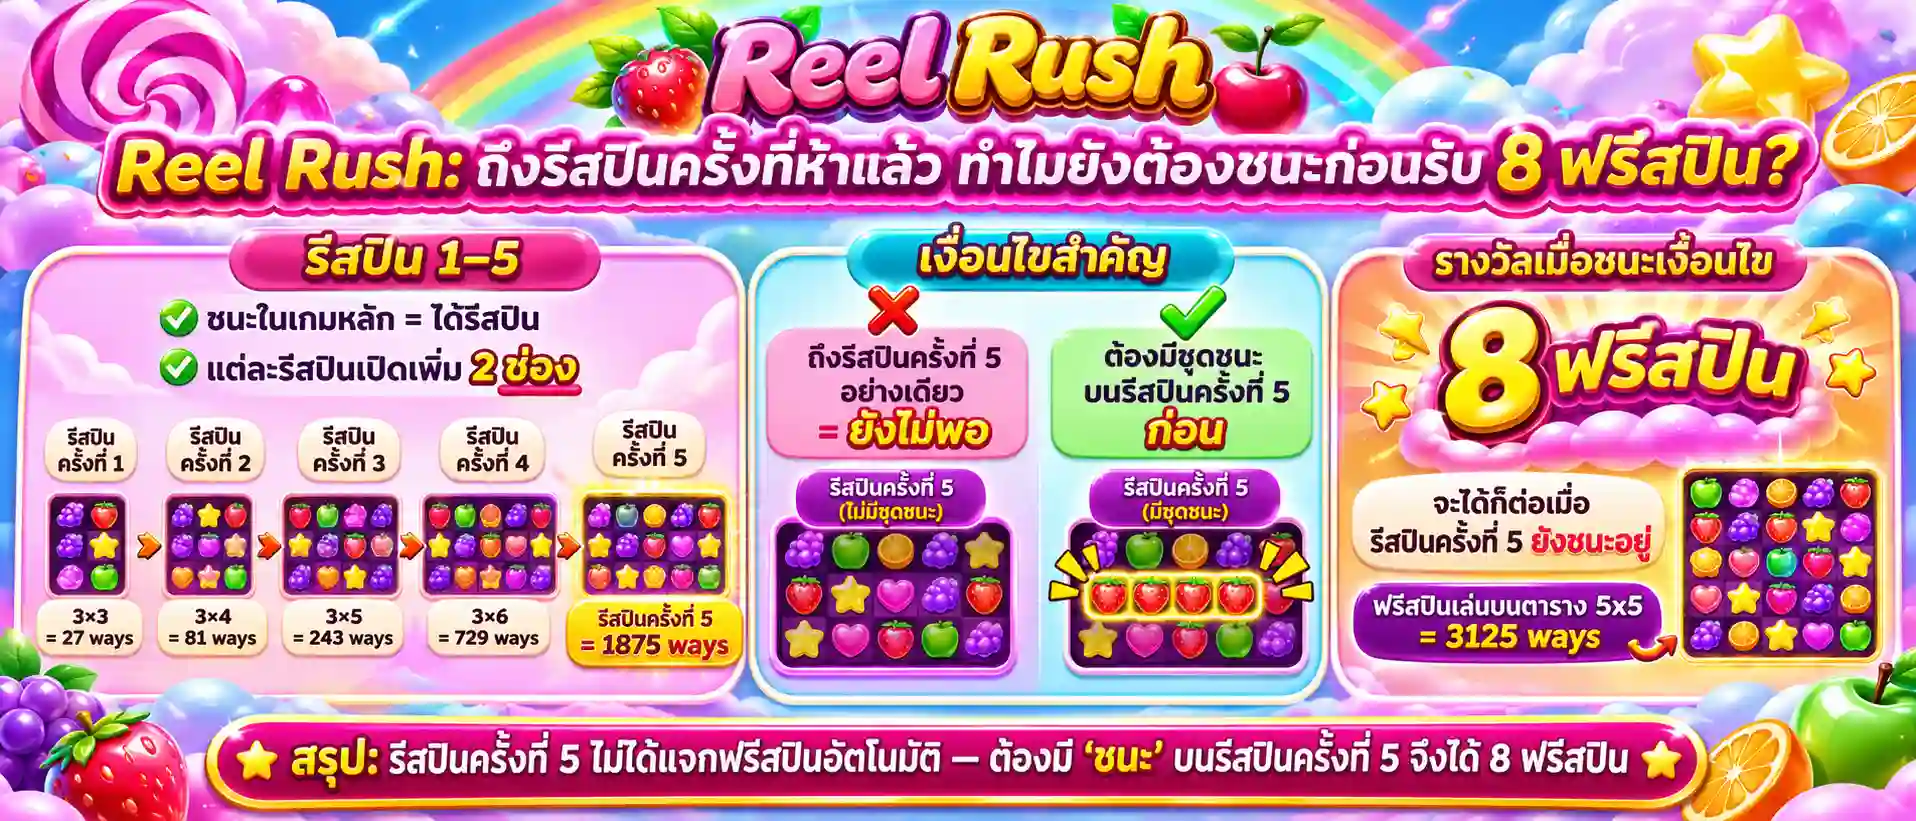 Reel Rush
Reel Rush: ถึงรีสปินครั้งที่ห้าแล้ว ทำไมยังต้องชนะก่อนรับ 8 ฟรีสปิน?
รีสปิน 1–5
ชนะในเกมหลัก = ได้รีสปิน
แต่ละรีสปินเปิดเพิ่ม 2 ช่อง
รีสปิน
ครั้งที่ 1
รีสปิน
ครั้งที่ 2
รีสปิน
ครั้งที่ 3
รีสปิน
ครั้งที่ 4
รีสปิน
ครั้งที่ 5
3×3
= 27 ways
3×4
= 81 ways
3×5
= 243 ways
3×6
= 729 ways
รีสปินครั้งที่ 5
= 1875 ways
เงื่อนไขสำคัญ
ถึงรีสปินครั้งที่ 5
อย่างเดียว
= ยังไม่พอ
รีสปินครั้งที่ 5
(ไม่มีชุดชนะ)
ต้องมีชุดชนะ
บนรีสปินครั้งที่ 5
ก่อน
รีสปินครั้งที่ 5
(มีชุดชนะ)
รางวัลเมื่อชนะเงื่อนไข
8 ฟรีสปิน
จะได้ก็ต่อเมื่อ
รีสปินครั้งที่ 5 ยังชนะอยู่
ฟรีสปินเล่นบนตาราง 5x5
= 3125 ways
สรุป: รีสปินครั้งที่ 5 ไม่ได้แจกฟรีสปินอัตโนมัติ — ต้องมี ‘ชนะ’ บนรีสปินครั้งที่ 5 จึงได้ 8 ฟรีสปิน